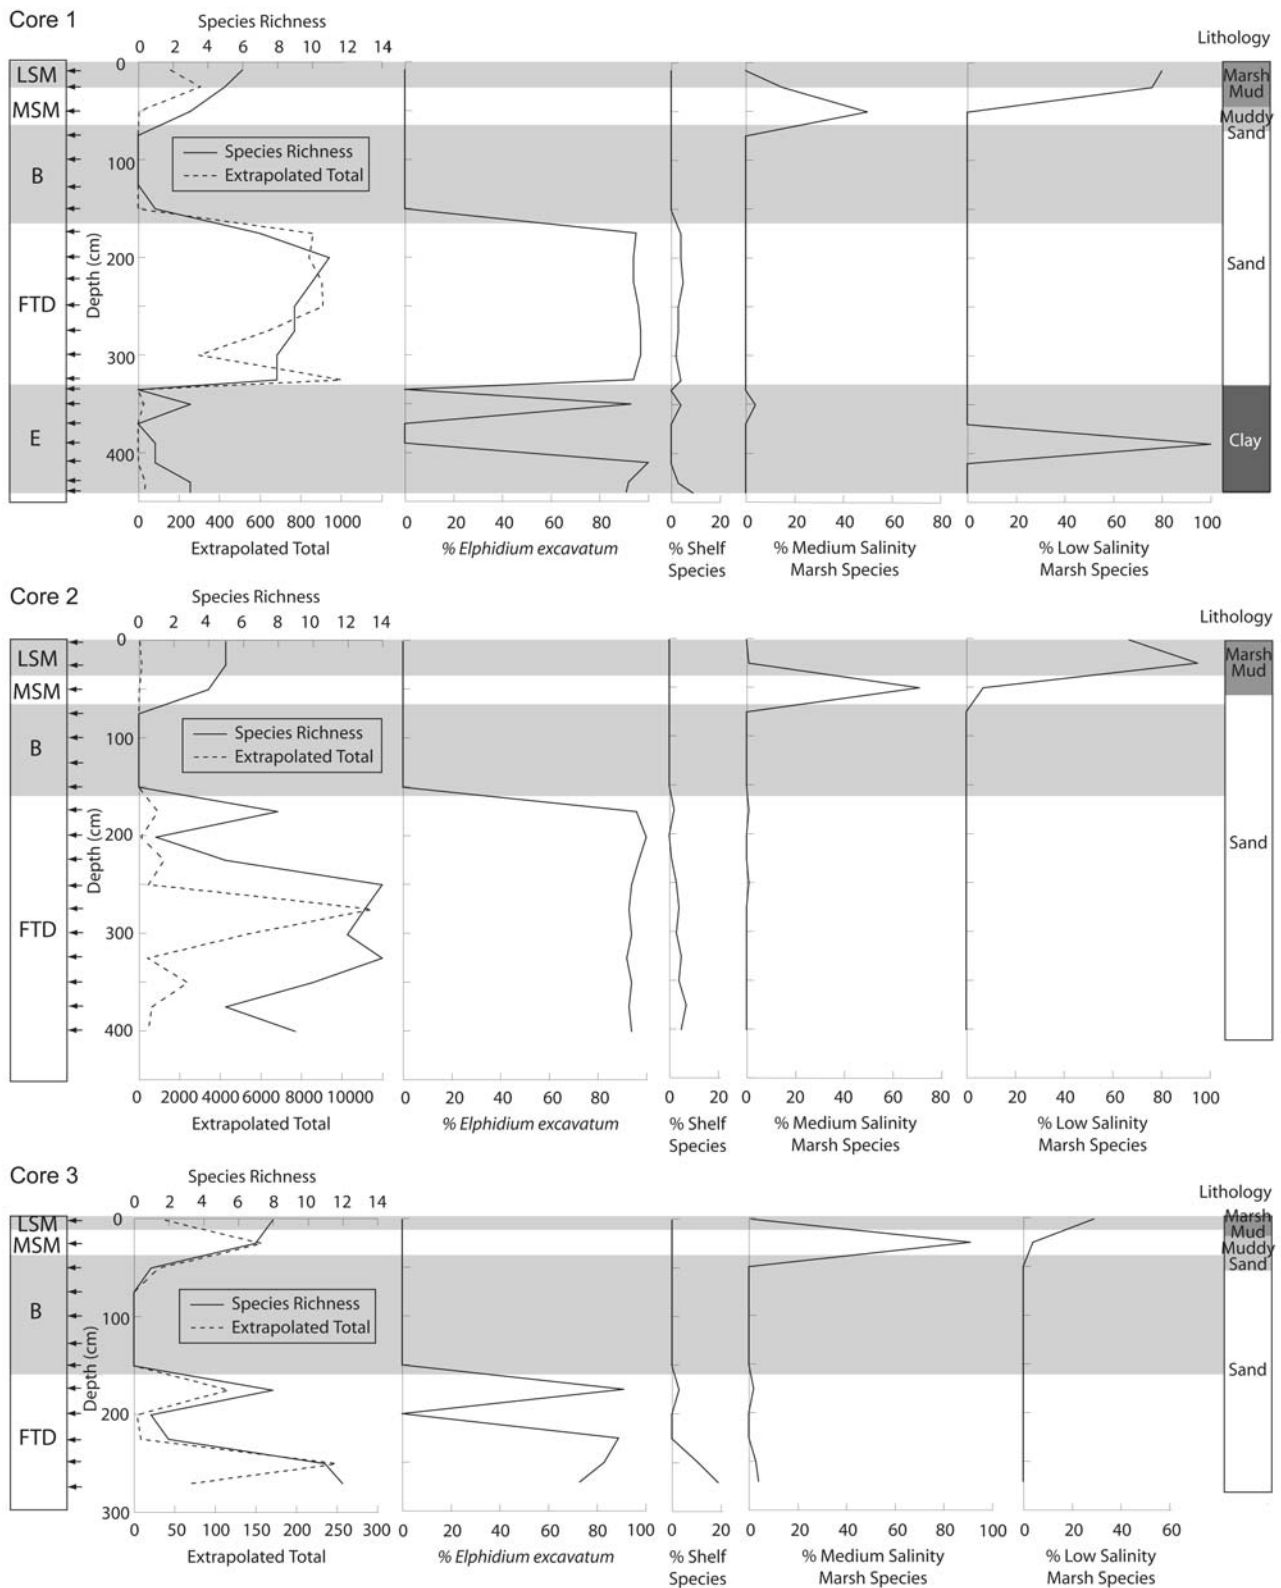 Core 1
Species Richness
0 2 4 6 8 10 12 14
Lithology
0
LSM
MSM
B
FTD
E
100
200
300
400
Depth (cm)
Species Richness
Extrapolated Total
Marsh
Mud
Muddy
Sand
Sand
Clay
0 200 400 600 800 1000
Extrapolated Total
0 20 40 60 80
% Elphidium excavatum
0 20
% Shelf
Species
0 20 40 60 80
% Medium Salinity
Marsh Species
0 20 40 60 80 100
% Low Salinity
Marsh Species
Core 2
Species Richness
0 2 4 6 8 10 12 14
Lithology
0
LSM
MSM
B
FTD
100
200
300
400
Depth (cm)
Species Richness
Extrapolated Total
Marsh
Mud
Sand
0 2000 4000 6000 8000 10000
Extrapolated Total
0 20 40 60 80 100
% Elphidium excavatum
0 20
% Shelf
Species
0 20 40 60 80
% Medium Salinity
Marsh Species
0 20 40 60 80 100
% Low Salinity
Marsh Species
Core 3
Species Richness
0 2 4 6 8 10 12 14
Lithology
0
LSM
MSM
B
FTD
100
200
300
Depth (cm)
Species Richness
Extrapolated Total
Marsh
Mud
Muddy
Sand
Sand
0 50 100 150 200 250 300
Extrapolated Total
0 20 40 60 80 100
% Elphidium excavatum
0 20
% Shelf
Species
0 20 40 60 80 100
% Medium Salinity
Marsh Species
0 20 40 60
% Low Salinity
Marsh Species